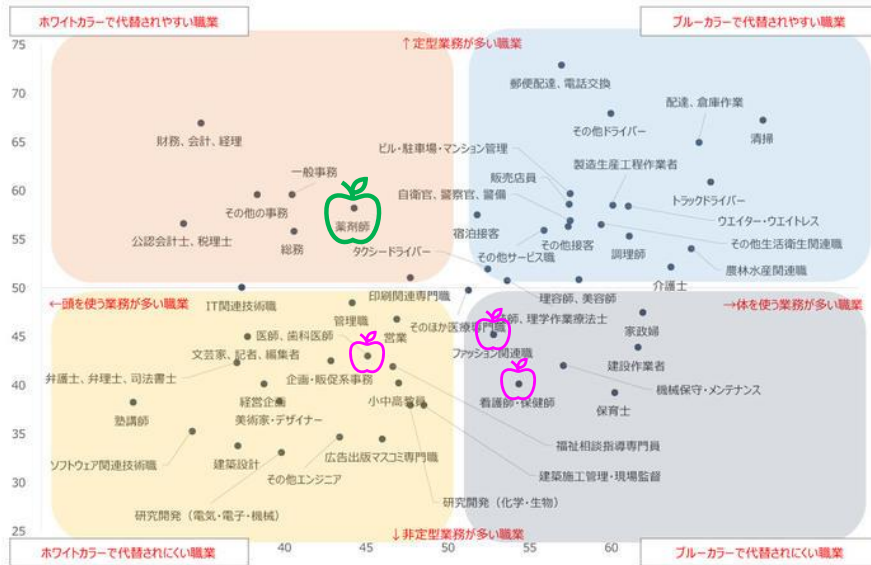 ホワイトカラーで代替されやすい職業
ブルーカラーで代替されやすい職業
75
↑定型業務が多い職業
郵便配達、電話交換
70
配達、倉庫作業
その他ドライバー
清掃
財務、会計、経理
65
ビル・駐車場・マンション管理
製造生産工程作業者
一般事務
販売店員
60
自衛官、警察官、警備
トラックドライバー
その他の事務
薬剤師
ウエイター・ウエイトレス
公認会計士、税理士
総務
宿泊接客
その他接客
その他生活衛生関連職
55
タクシードライバー
その他サービス職
調理師
農林水産関連職
介護士
50
←頭を使う業務が多い職業
IT関連技術職
印刷関連専門職
理容師、美容師
→体を使う業務が多い職業
管理職
そのほか医療専門職
師、理学作業療法士
家政婦
45
医師、歯科医師
営業
文芸家、記者、編集者
ファッション関連職
建設作業者
弁護士、弁理士、司法書士
企画・販促系事務
機械保守・メンテナンス
40
経営企画
小中高教員
看護師・保健師
保育士
塾講師
美術家・デザイナー
福祉相談指導専門員
35
ソフトウェア関連技術職
建築設計
その他エンジニア
広告出版マスコミ専門職
建築施工管理・現場監督
30
研究開発（電気・電子・機械）
研究開発（化学・生物）
25
↓非定型業務が多い職業
ホワイトカラーで代替されにくい職業
40
45
50
55
60
ブルーカラーで代替されにくい職業